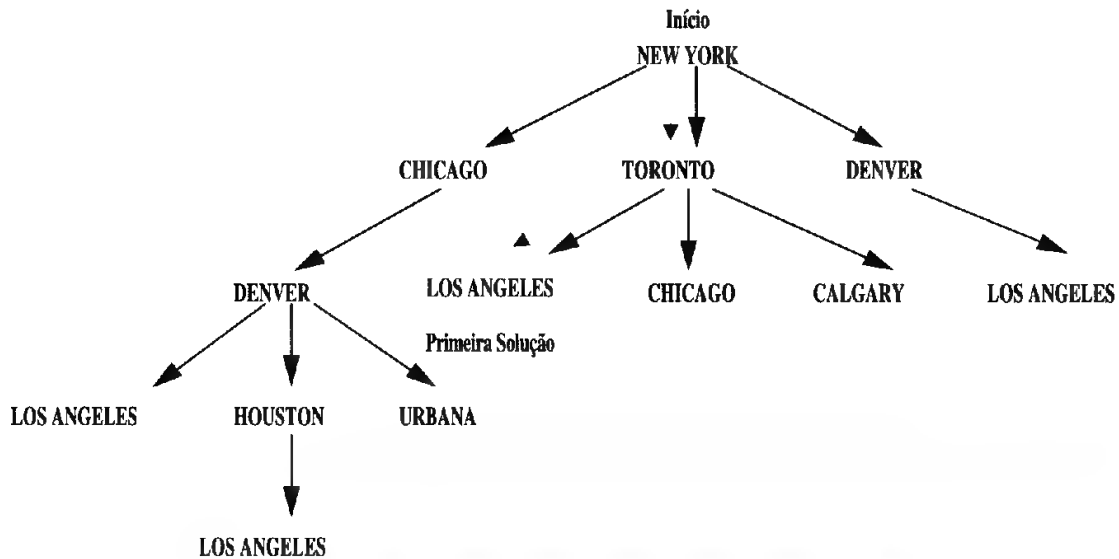 Início
NEW YORK
CHICAGO
TORONTO
DENVER
DENVER
LOS ANGELES
CHICAGO
CALGARY
LOS ANGELES
Primeira Solução
LOS ANGELES
HOUSTON
URBANA
LOS ANGELES